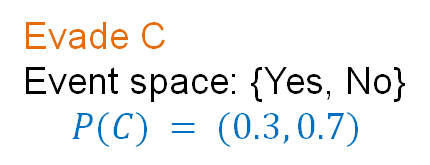 Evade C
Event space: {Yes, No}
P(C) = (0.3,0.7)